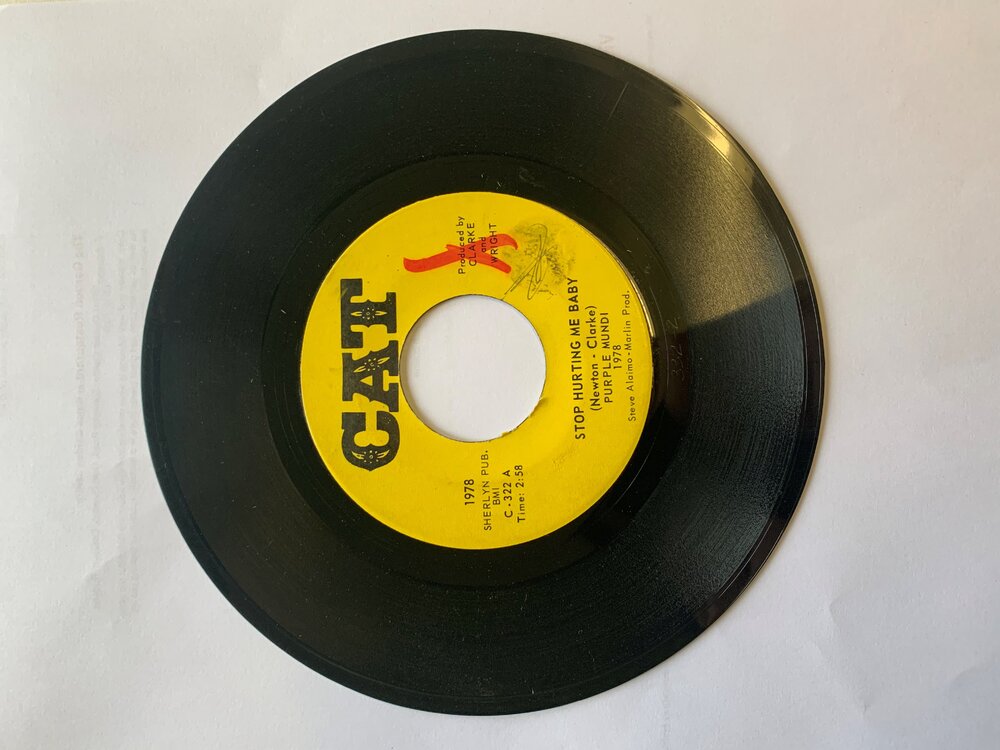 CAT
1978
SHERLYN PUB.
BMI
C - 322 A
Time: 2:58
Produced by
CLARKE
and
WRIGHT
STOP HURTING ME BABY
(Newton - Clarke)
PURPLE MUNDI
1978
Steve Alaimo - Marlin Prod.